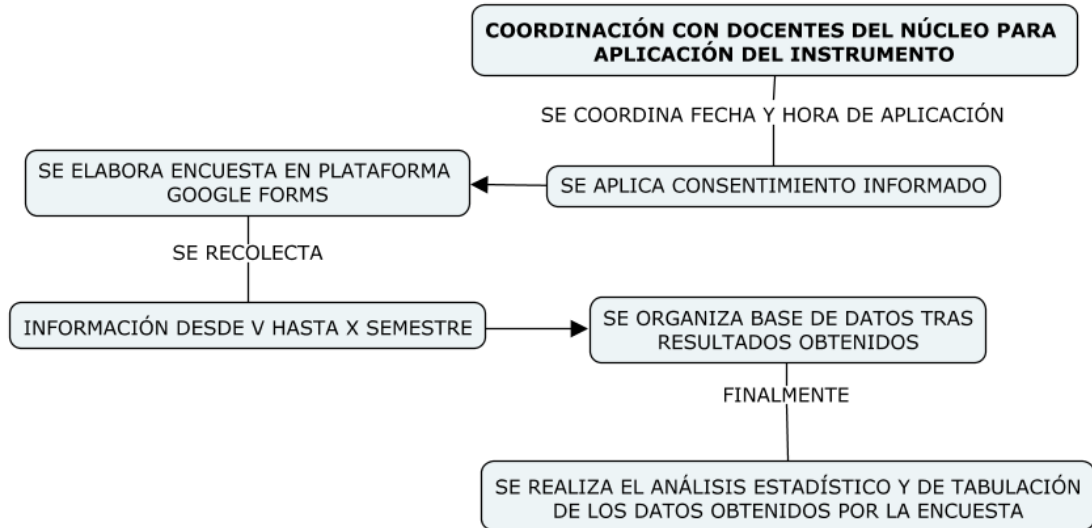 COORDINACIÓN CON DOCENTES DEL NÚCLEO PARA
APLICACIÓN DEL INSTRUMENTO
SE COORDINA FECHA Y HORA DE APLICACIÓN
SE APLICA CONSENTIMIENTO INFORMADO
SE ELABORA ENCUESTA EN PLATAFORMA
GOOGLE FORMS
SE RECOLECTA
INFORMACIÓN DESDE V HASTA X SEMESTRE
SE ORGANIZA BASE DE DATOS TRAS
RESULTADOS OBTENIDOS
FINALMENTE
SE REALIZA EL ANÁLISIS ESTADÍSTICO Y DE TABULACIÓN
DE LOS DATOS OBTENIDOS POR LA ENCUESTA